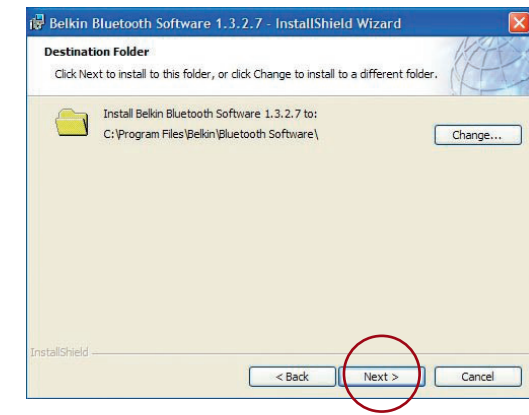 Belkin Bluetooth Software 1.3.2.7 - InstallShield Wizard
Destination Folder
Click Next to install to this folder, or click Change to install to a different folder.
Install Belkin Bluetooth Software 1.3.2.7 to:
C:\Program Files\Belkin\Bluetooth Software\
Change...
InstallShield
< Back
Next >
Cancel